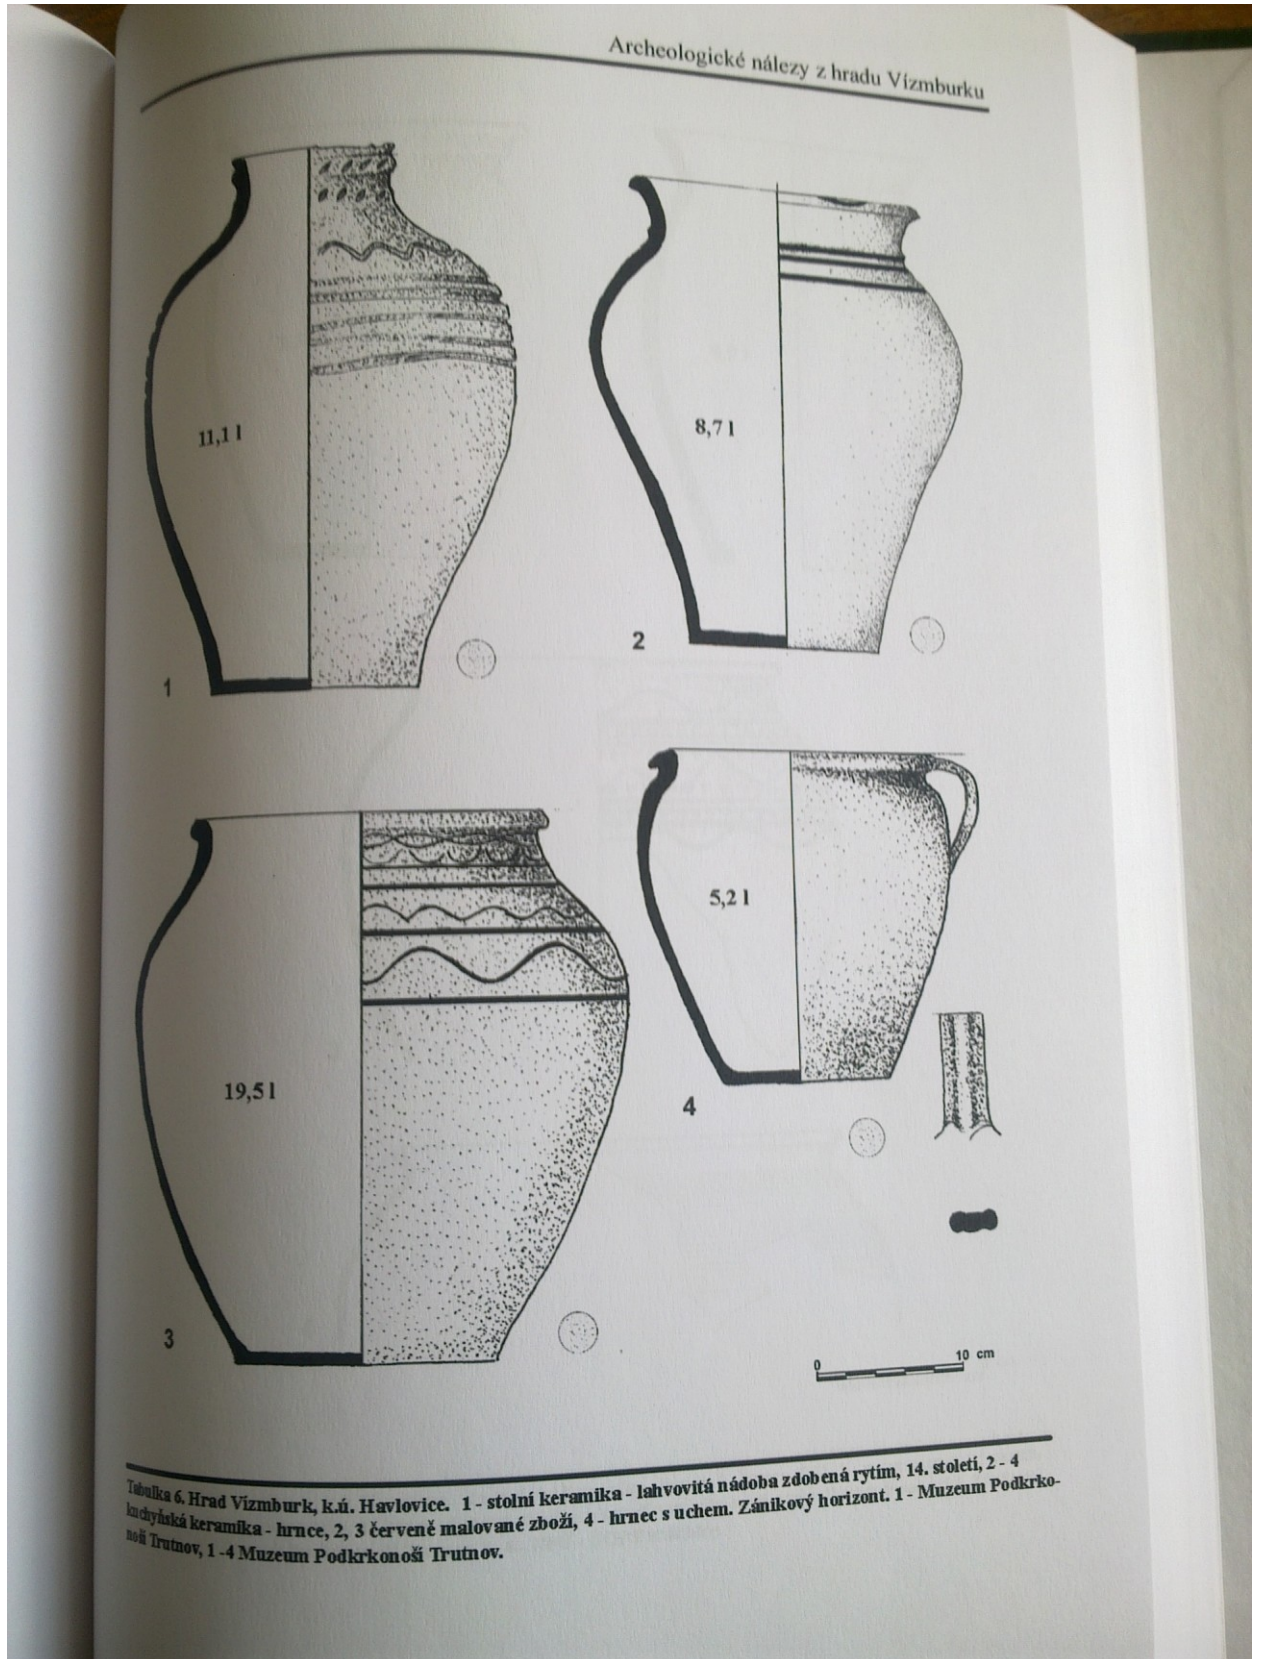 Archeologické nálezy z hradu Vízmburku
11,1 l
8,7 l
1
2
19,5 l
5,2 l
3
4
0 10 cm
Tabulka 6. Hrad Vízmburk, k.ú. Havlovice. 1 - stolní keramika - lahvovitá nádoba zdobená rytím, 14. století, 2 - 4
kuchyňská keramika - hrnce, 2, 3 červeně malované zboží, 4 - hrnec s uchem. Zánikový horizont. 1 - Muzeum Podkrko-
noší Trutnov, 1 -4 Muzeum Podkrkonoší Trutnov.